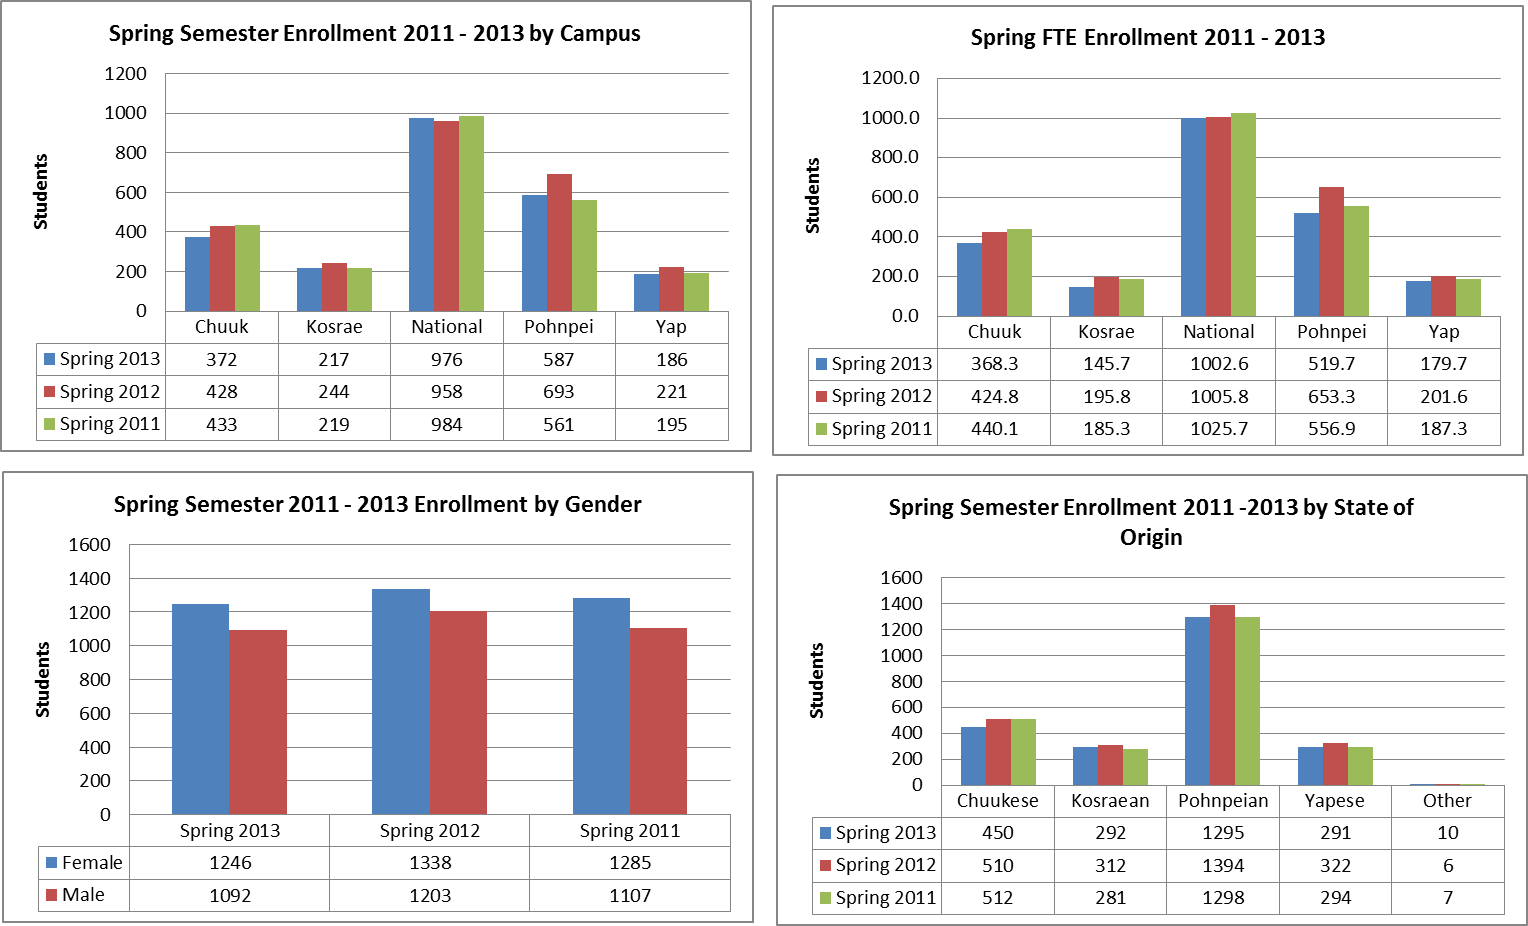 Spring Semester Enrollment 2011 - 2013 by Campus
Students
1200
1000
800
600
400
200
0
Chuuk Kosrae National Pohnpei Yap
Spring 2013 372 217 976 587 186
Spring 2012 428 244 958 693 221
Spring 2011 433 219 984 561 195
Spring FTE Enrollment 2011 - 2013
Students
1200.0
1000.0
800.0
600.0
400.0
200.0
0.0
Chuuk Kosrae National Pohnpei Yap
Spring 2013 368.3 145.7 1002.6 519.7 179.7
Spring 2012 424.8 195.8 1005.8 653.3 201.6
Spring 2011 440.1 185.3 1025.7 556.9 187.3
Spring Semester 2011 - 2013 Enrollment by Gender
Students
1600
1400
1200
1000
800
600
400
200
0
Spring 2013 Spring 2012 Spring 2011
Female 1246 1338 1285
Male 1092 1203 1107
Spring Semester Enrollment 2011 -2013 by State of
Origin
Students
1600
1400
1200
1000
800
600
400
200
0
Chuukese Kosraean Pohnpeian Yapese Other
Spring 2013 450 292 1295 291 10
Spring 2012 510 312 1394 322 6
Spring 2011 512 281 1298 294 7